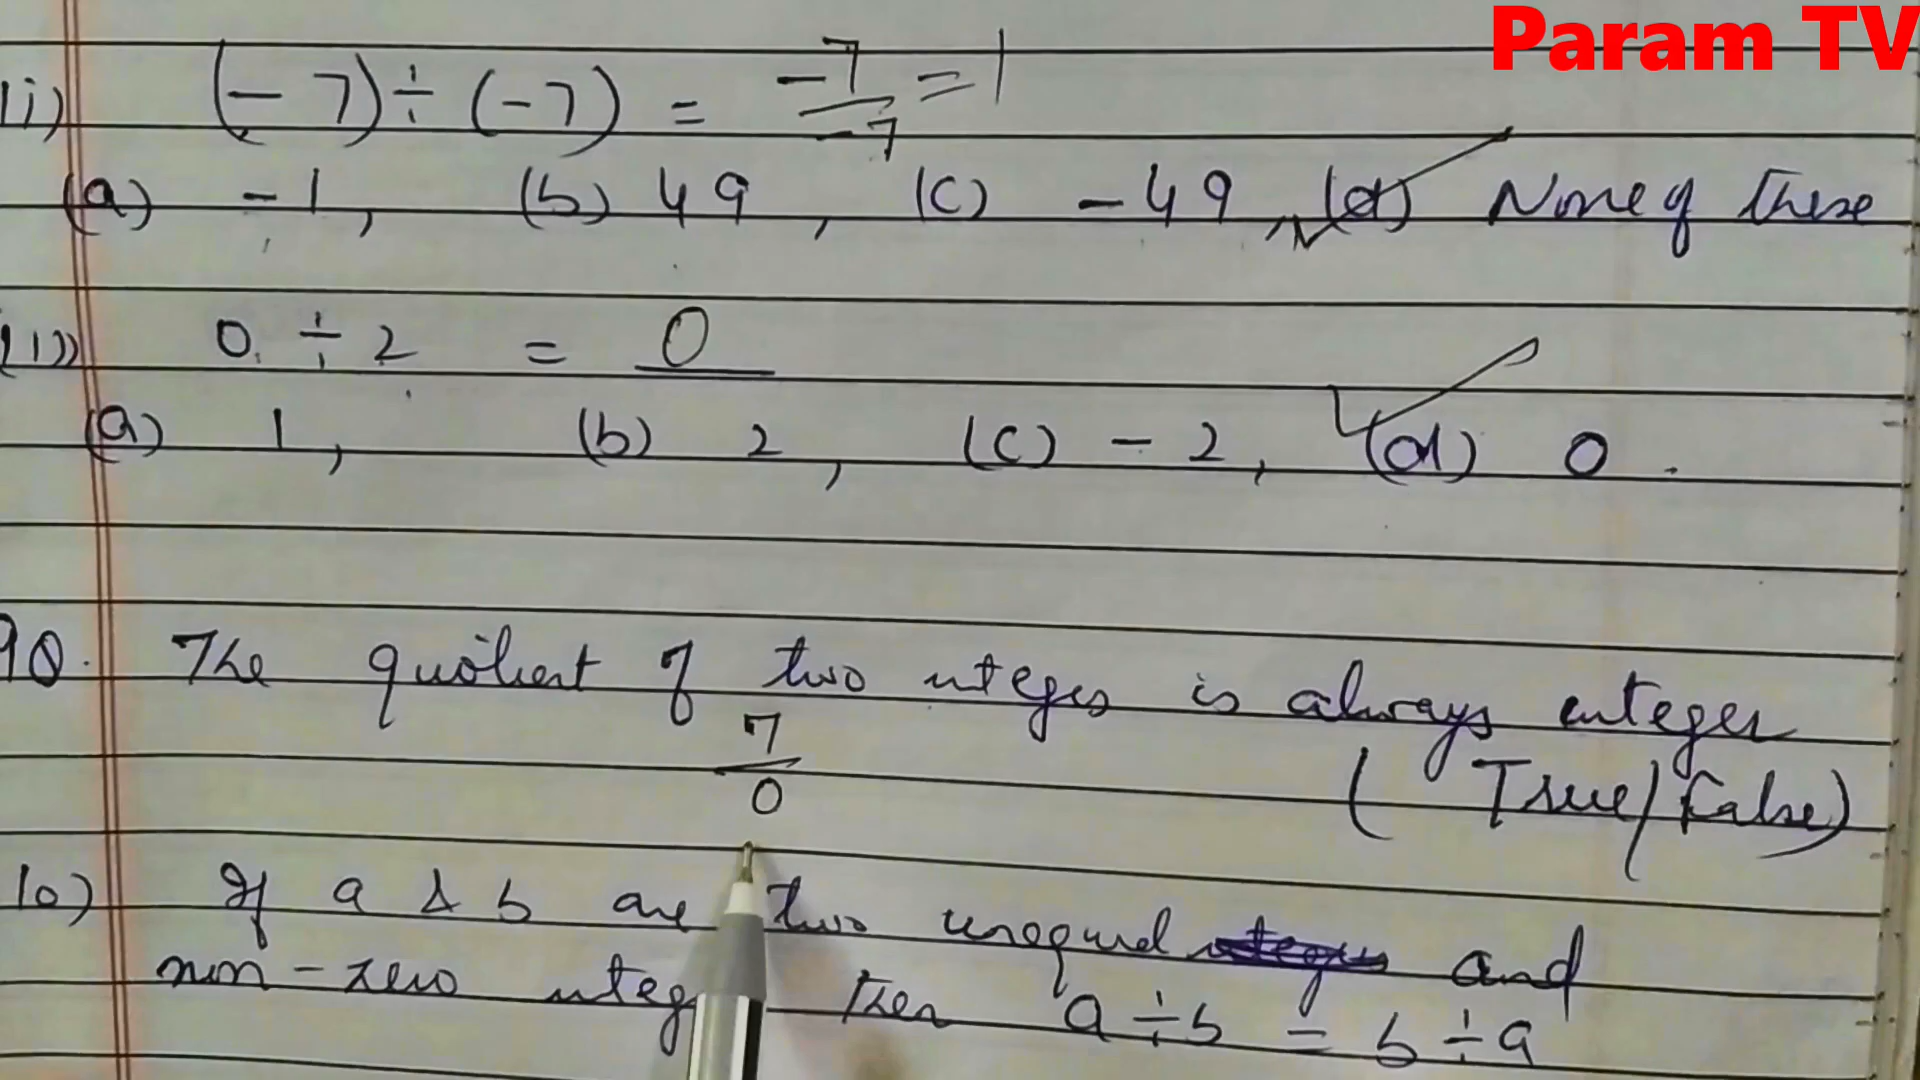 Param TV
ii) (-7) ÷ (-7) = -7/-7 = 1
(a) -1, (b) 49, (c) -49, (d) None of these
0 ÷ 2 = 0
(a) 1, (b) 2, (c) -2, (d) 0.
9Q. The quotient of two integers is always integer
7/0
(True/False)
10) If a & b are two unequal and
non-zero integ then a ÷ b = b ÷ a